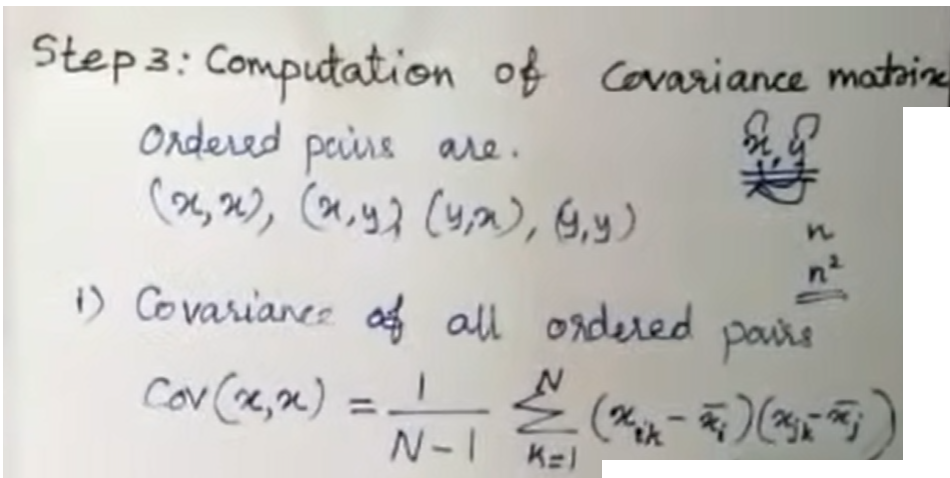 Step 3: Computation of Covariance matrix
Ordered pairs are.
x, y
(x,x), (x,y), (y,x), (y,y)
n
n²
i) Covariance of all ordered pairs
Cov(x,x) = 1/(N-1) ∑_{K=1}^{N} (x_{ik} - x̄_i)(x_{jk} - x̄_j)